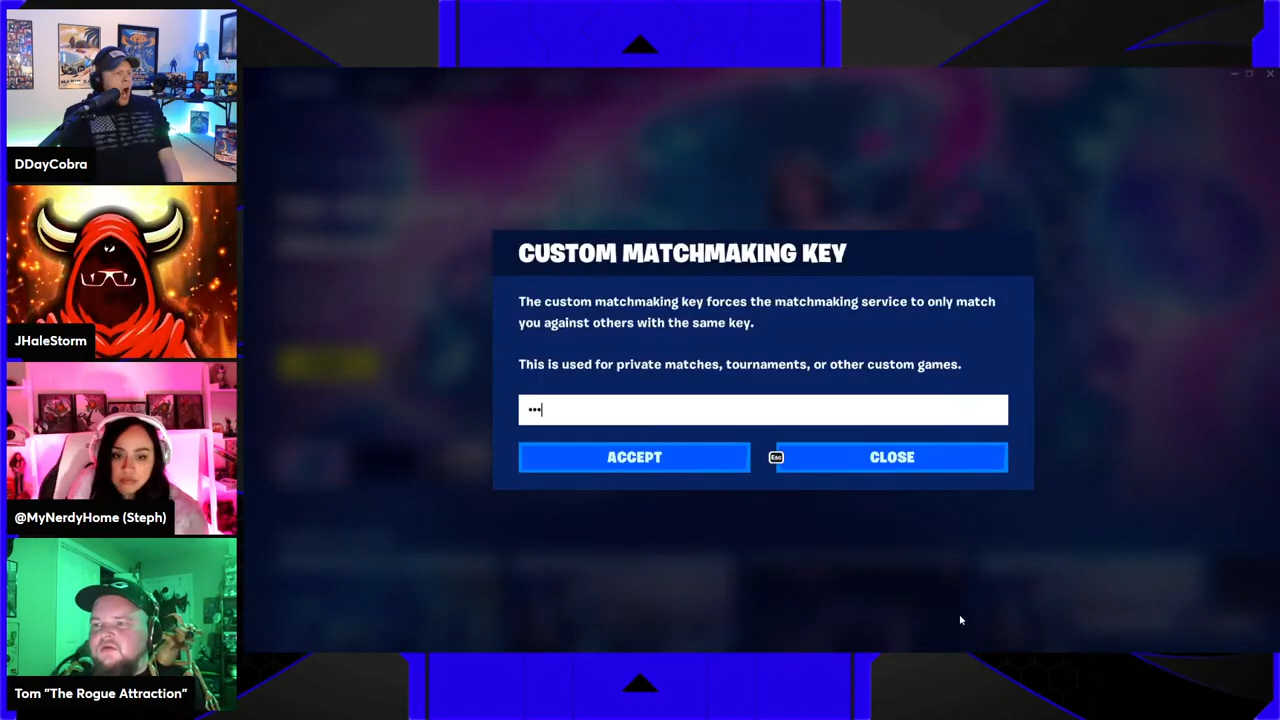 DDayCobra
JHaleStorm
@MyNerdyHome (Steph)
Tom "The Rogue Attraction"
CUSTOM MATCHMAKING KEY
The custom matchmaking key forces the matchmaking service to only match
you against others with the same key.
This is used for private matches, tournaments, or other custom games.
•••
ACCEPT
Esc
CLOSE